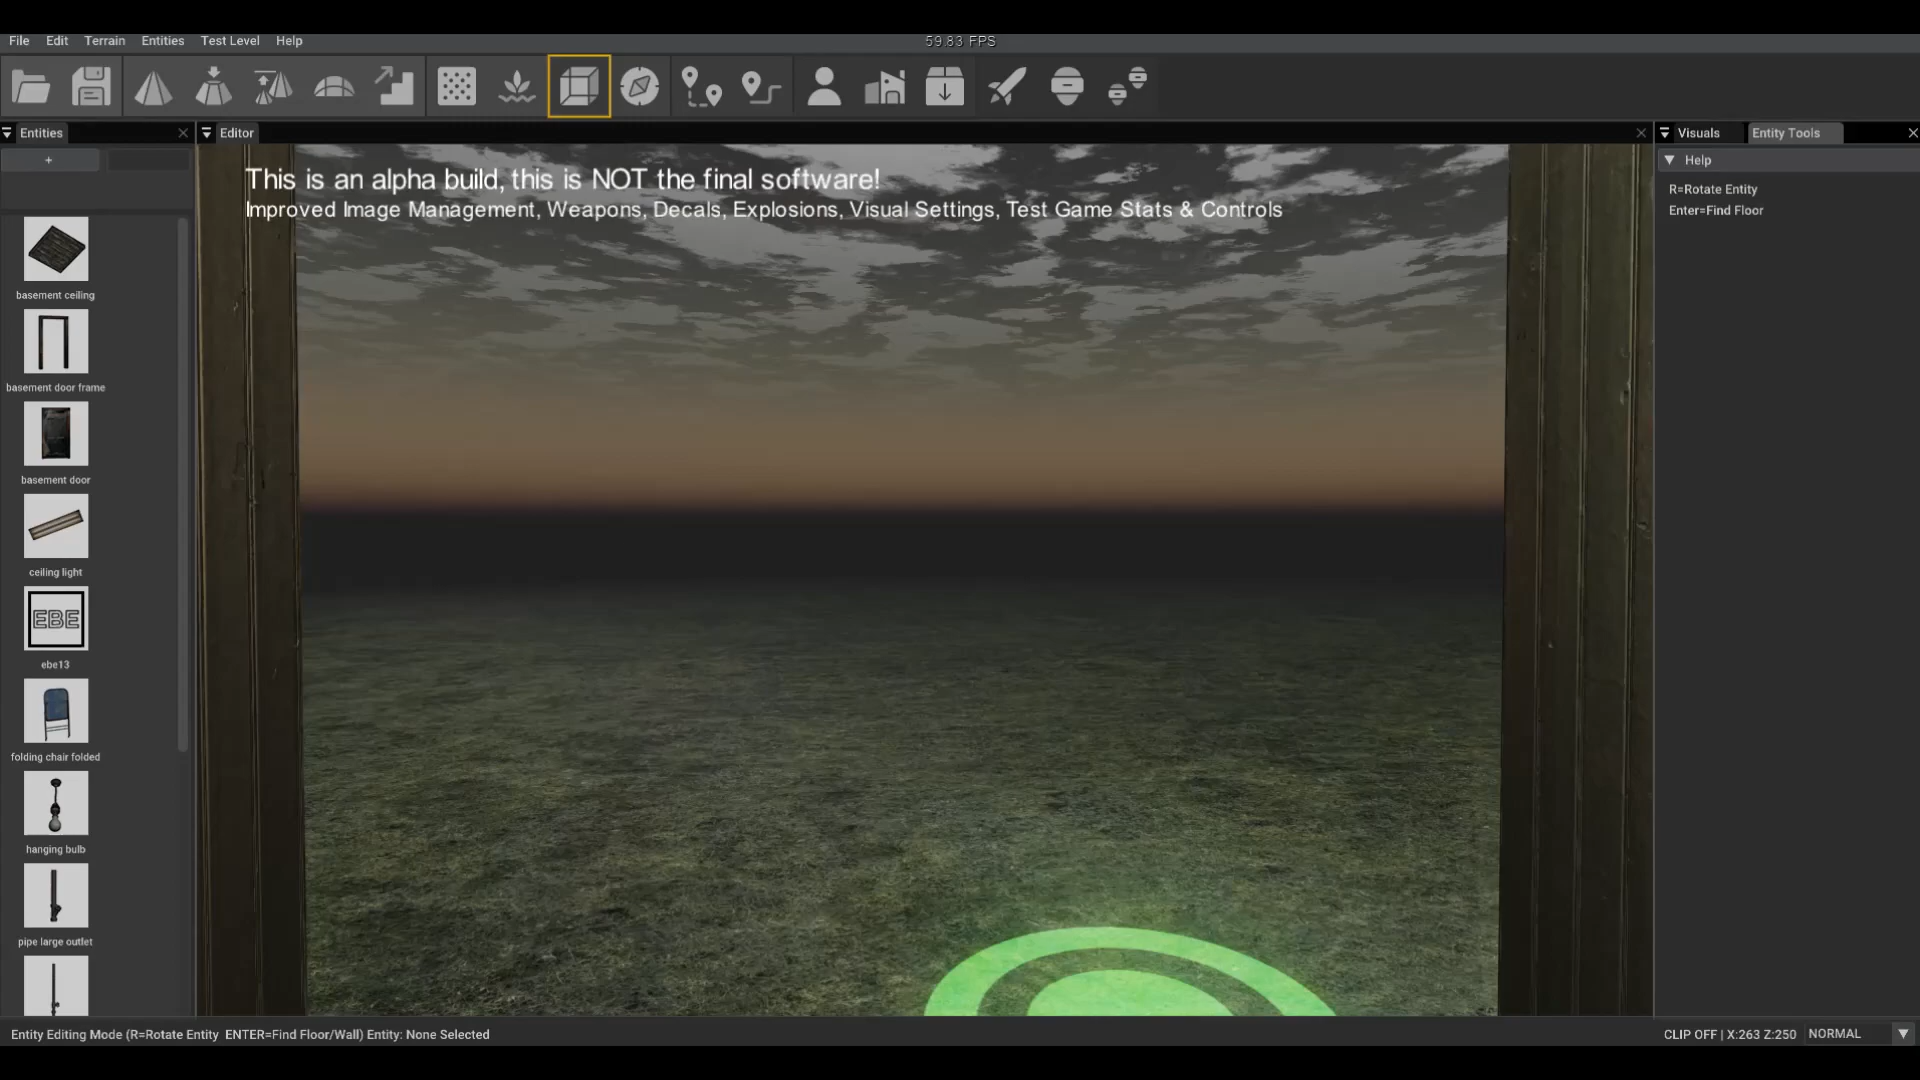 File Edit Terrain Entities Test Level Help
59.83 FPS
Entities
Editor
Visuals
Entity Tools
+
Help
R=Rotate Entity
Enter=Find Floor
This is an alpha build, this is NOT the final software!
Improved Image Management, Weapons, Decals, Explosions, Visual Settings, Test Game Stats & Controls
basement ceiling
basement door frame
basement door
ceiling light
EBE
ebe13
folding chair folded
hanging bulb
pipe large outlet
Entity Editing Mode (R=Rotate Entity ENTER=Find Floor/Wall) Entity: None Selected
CLIP OFF | X:263 Z:250
NORMAL